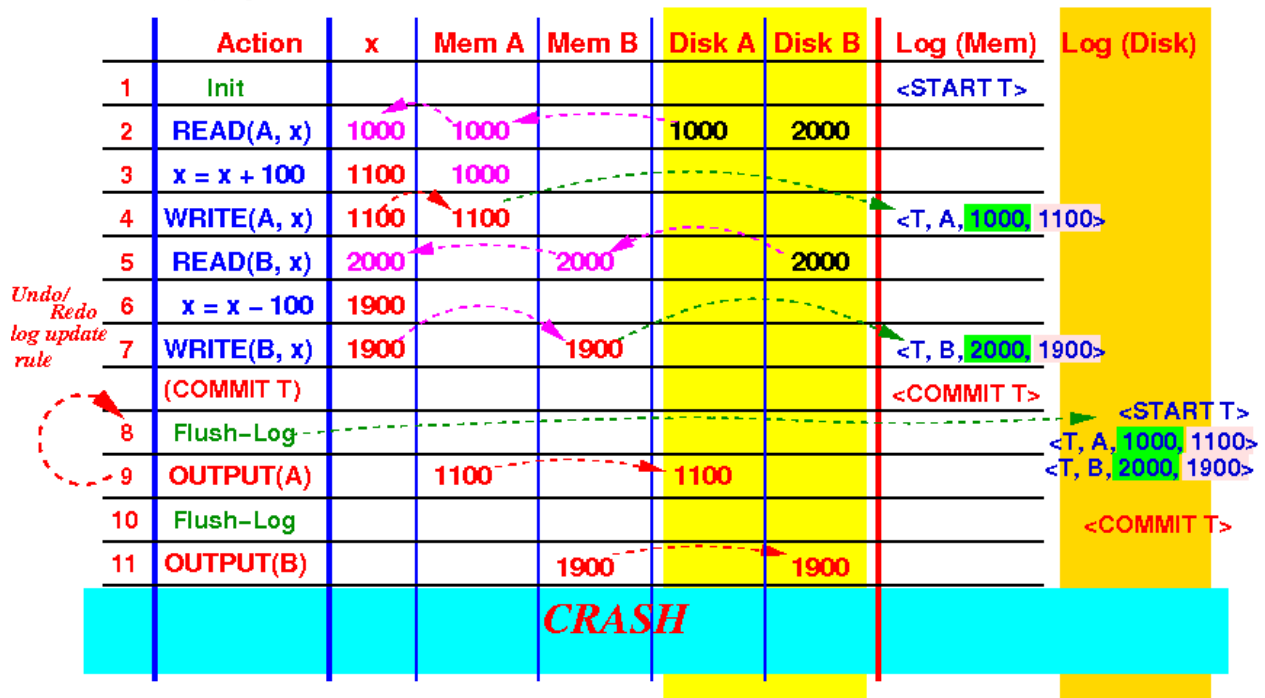 Action x Mem A Mem B Disk A Disk B Log (Mem) Log (Disk)
1 Init <START T>
2 READ(A, x) 1000 1000 1000 2000
3 x = x + 100 1100 1000
4 WRITE(A, x) 1100 1100 <T, A, 1000, 1100>
5 READ(B, x) 2000 2000 2000
Undo/
Redo
log update
rule
6 x = x − 100 1900
7 WRITE(B, x) 1900 1900 <T, B, 2000, 1900>
(COMMIT T) <COMMIT T>
<START T>
8 Flush−Log <T, A, 1000, 1100>
<T, B, 2000, 1900>
9 OUTPUT(A) 1100 1100
10 Flush−Log <COMMIT T>
11 OUTPUT(B) 1900 1900
CRASH